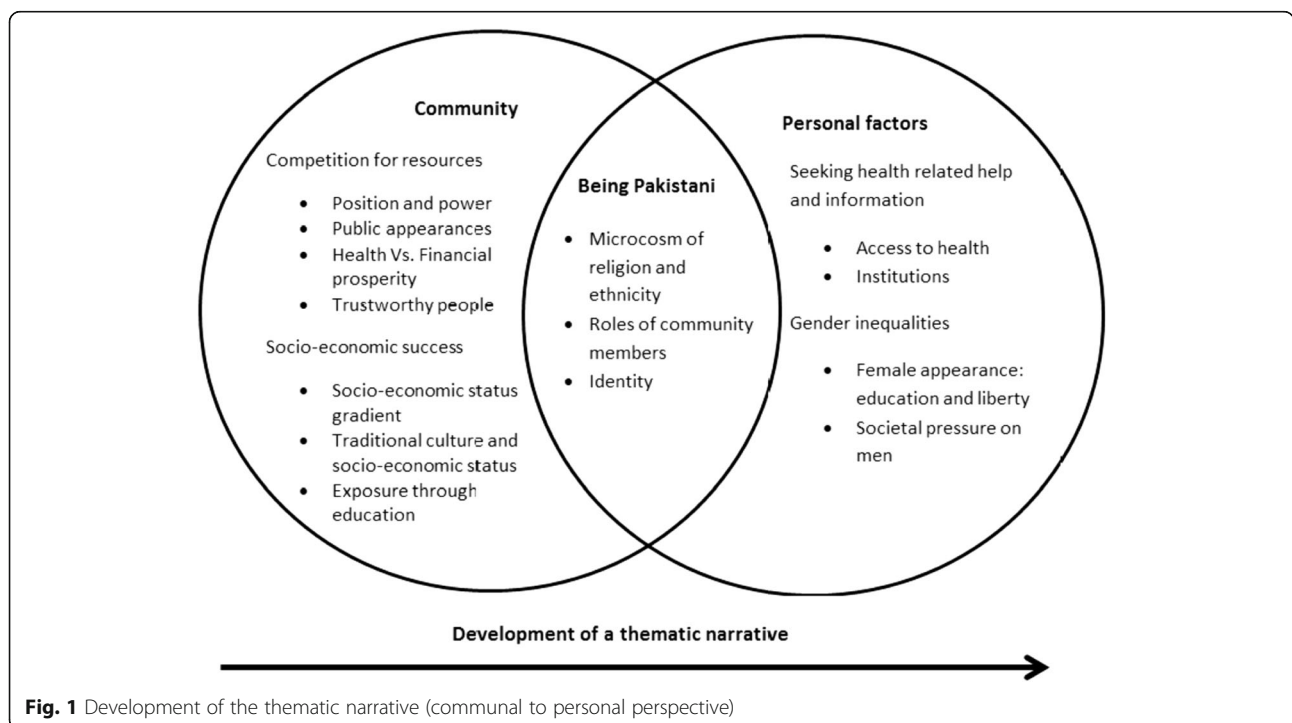 Community
Competition for resources
• Position and power
• Public appearances
• Health Vs. Financial
prosperity
• Trustworthy people
Socio-economic success
• Socio-economic status
gradient
• Traditional culture and
socio-economic status
• Exposure through
education
Being Pakistani
• Microcosm of
religion and
ethnicity
• Roles of community
members
• Identity
Personal factors
Seeking health related help
and information
• Access to health
• Institutions
Gender inequalities
• Female appearance:
education and liberty
• Societal pressure on
men
Development of a thematic narrative
Fig. 1 Development of the thematic narrative (communal to personal perspective)